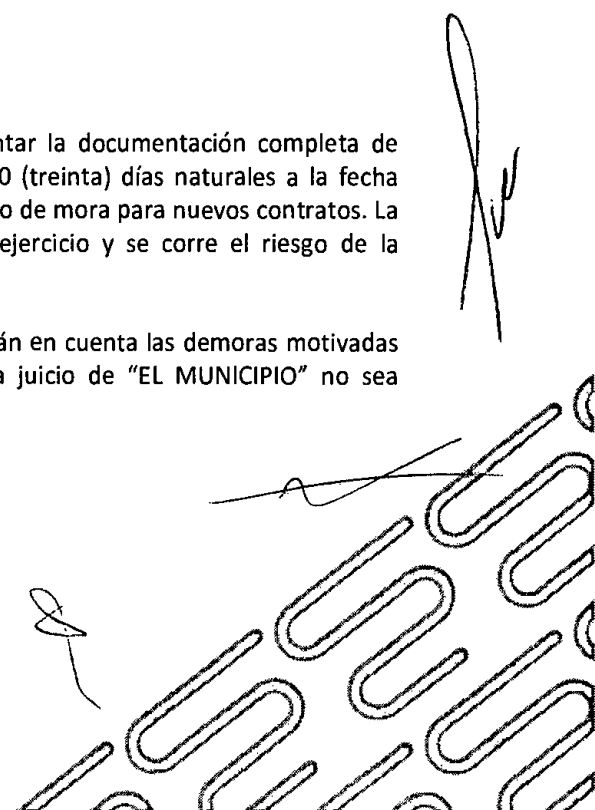 ntar la documentación completa de
0 (treinta) días naturales a la fecha
o de mora para nuevos contratos. La
ejercicio y se corre el riesgo de la
án en cuenta las demoras motivadas
a juicio de “EL MUNICIPIO” no sea